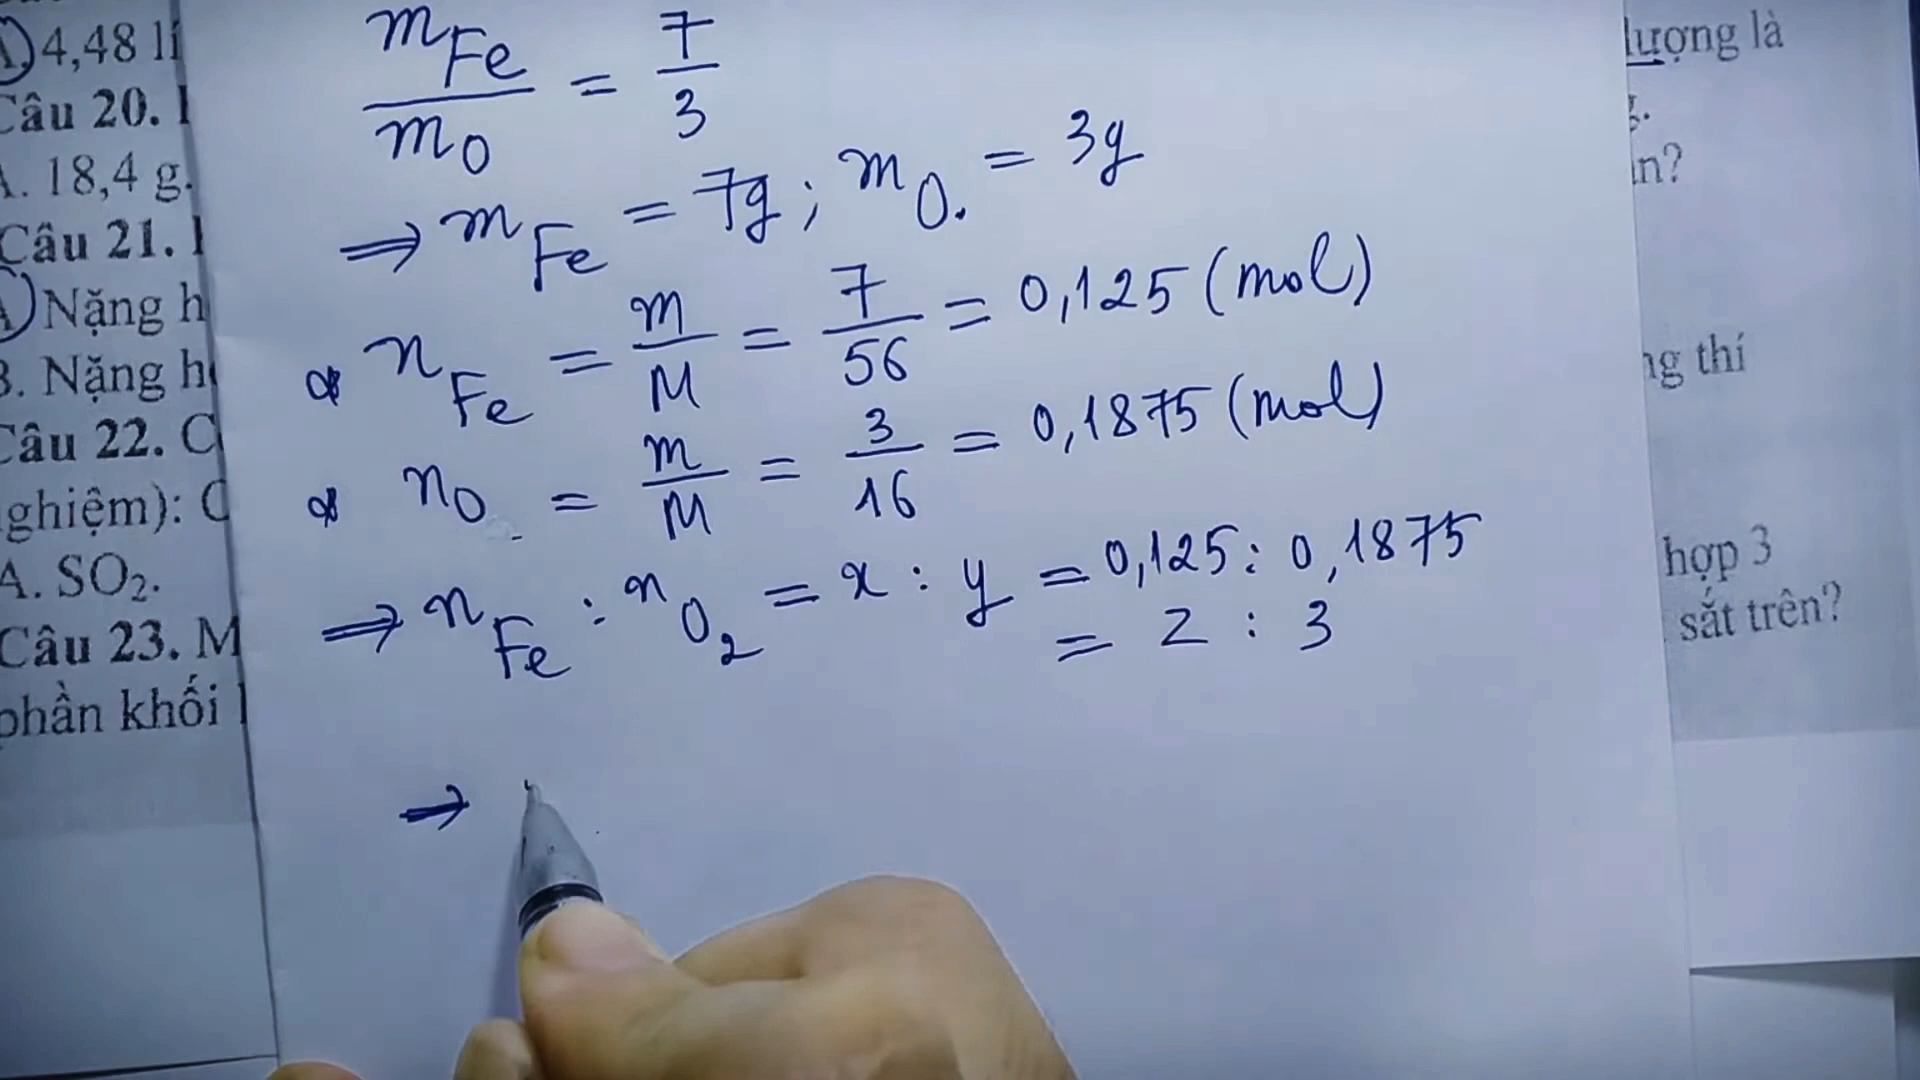 4,48 lí
Câu 20.
A. 18,4 g.
Câu 21.
A. Nặng h
B. Nặng
Câu 22. C
nghiệm): C
A. SO₂.
Câu 23. M
phần khối l
m_Fe / m_O = 7/3
⇒ m_Fe = 7g ; m_O. = 3g
* n_Fe = m/M = 7/56 = 0,125 (mol)
* n_O = m/M = 3/16 = 0,1875 (mol)
⇒ n_Fe : n_O₂ = x : y = 0,125 : 0,1875
= 2 : 3
→
lượng là
g.
n?
ng thí
hợp 3
sắt trên?